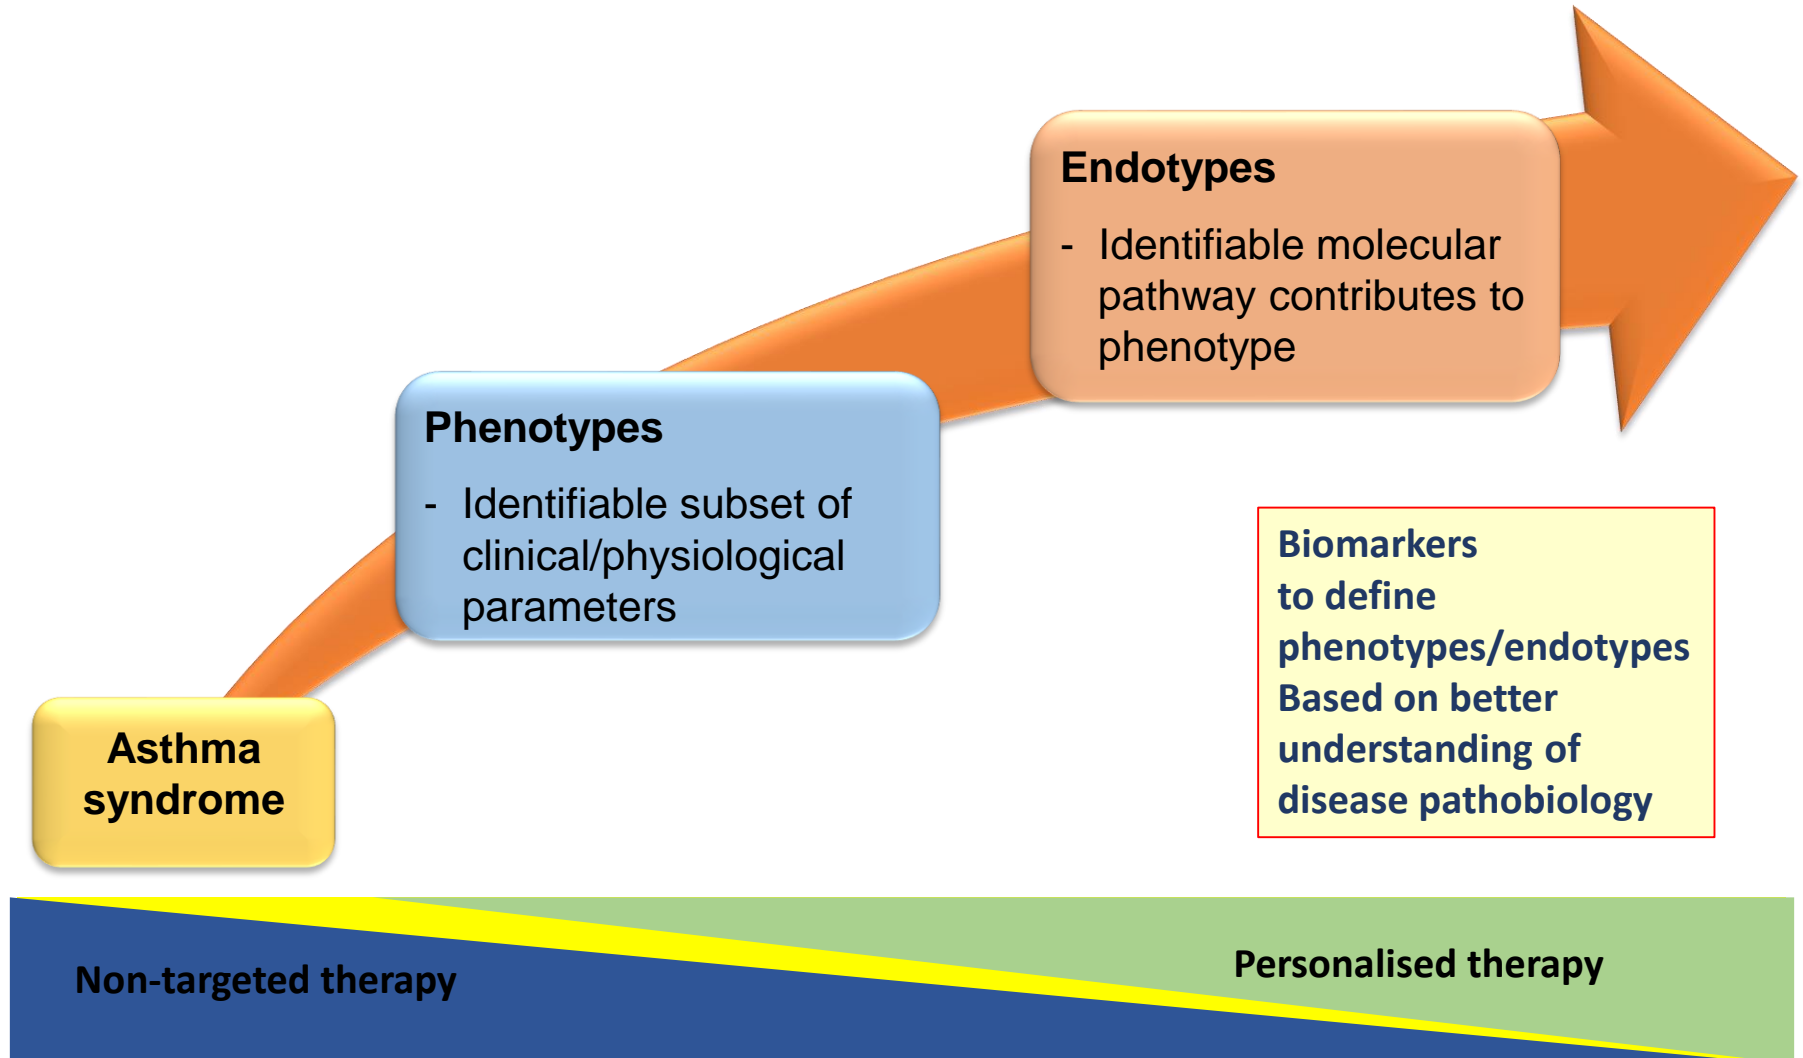 Endotypes
- Identifiable molecular
pathway contributes to
phenotype
Phenotypes
- Identifiable subset of
clinical/physiological
parameters
Biomarkers
to define
phenotypes/endotypes
Based on better
understanding of
disease pathobiology
Asthma
syndrome
Non-targeted therapy
Personalised therapy